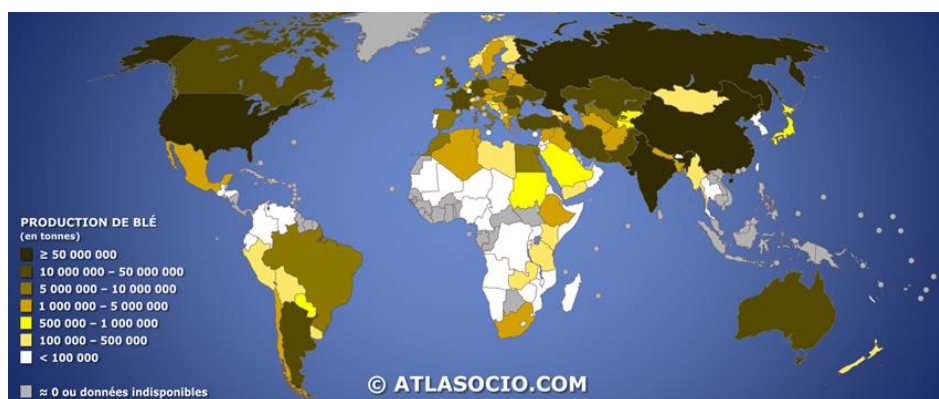 PRODUCTION DE BLÉ
(en tonnes)
≥ 50 000 000
10 000 000 – 50 000 000
5 000 000 – 10 000 000
1 000 000 – 5 000 000
500 000 – 1 000 000
100 000 – 500 000
< 100 000
≈ 0 ou données indisponibles
© ATLASOCIO.COM